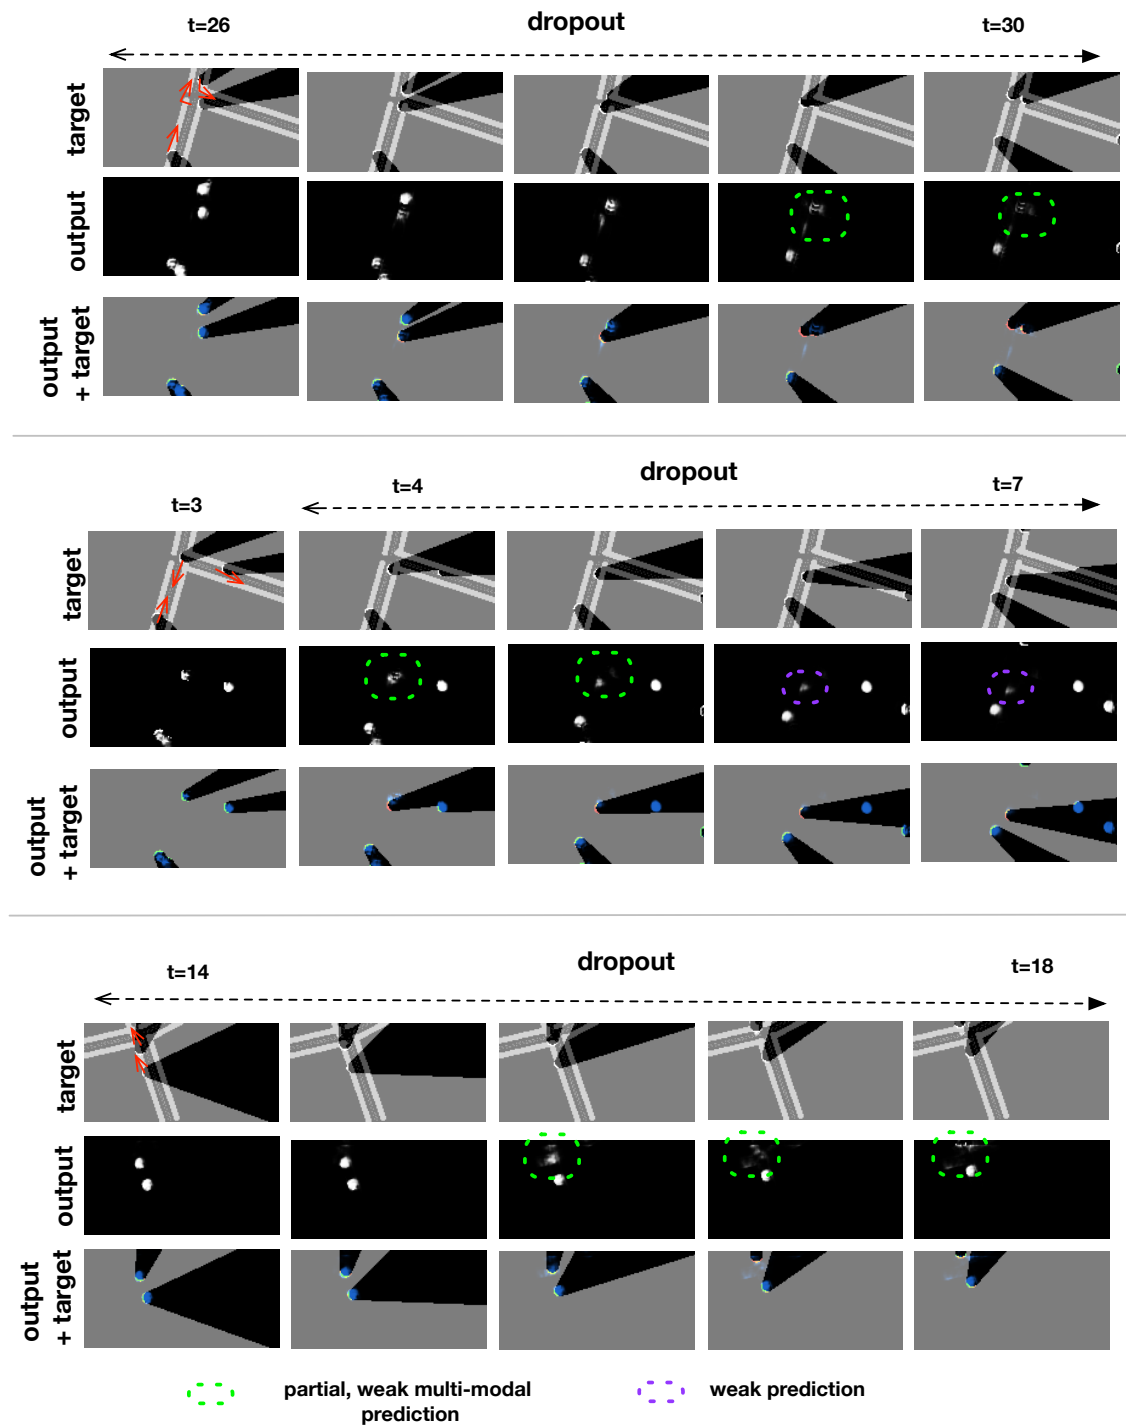 t=26
dropout
t=30
target
output
output
+ target
dropout
t=3
t=4
t=7
target
output
output
+ target
dropout
t=14
t=18
target
output
output
+ target
partial, weak multi-modal
prediction
weak prediction